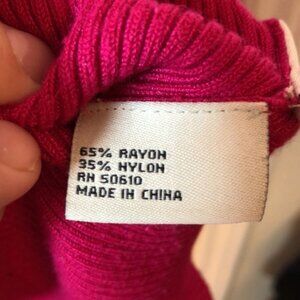 65% RAYON
35% NYLON
RN 50610
MADE IN CHINA